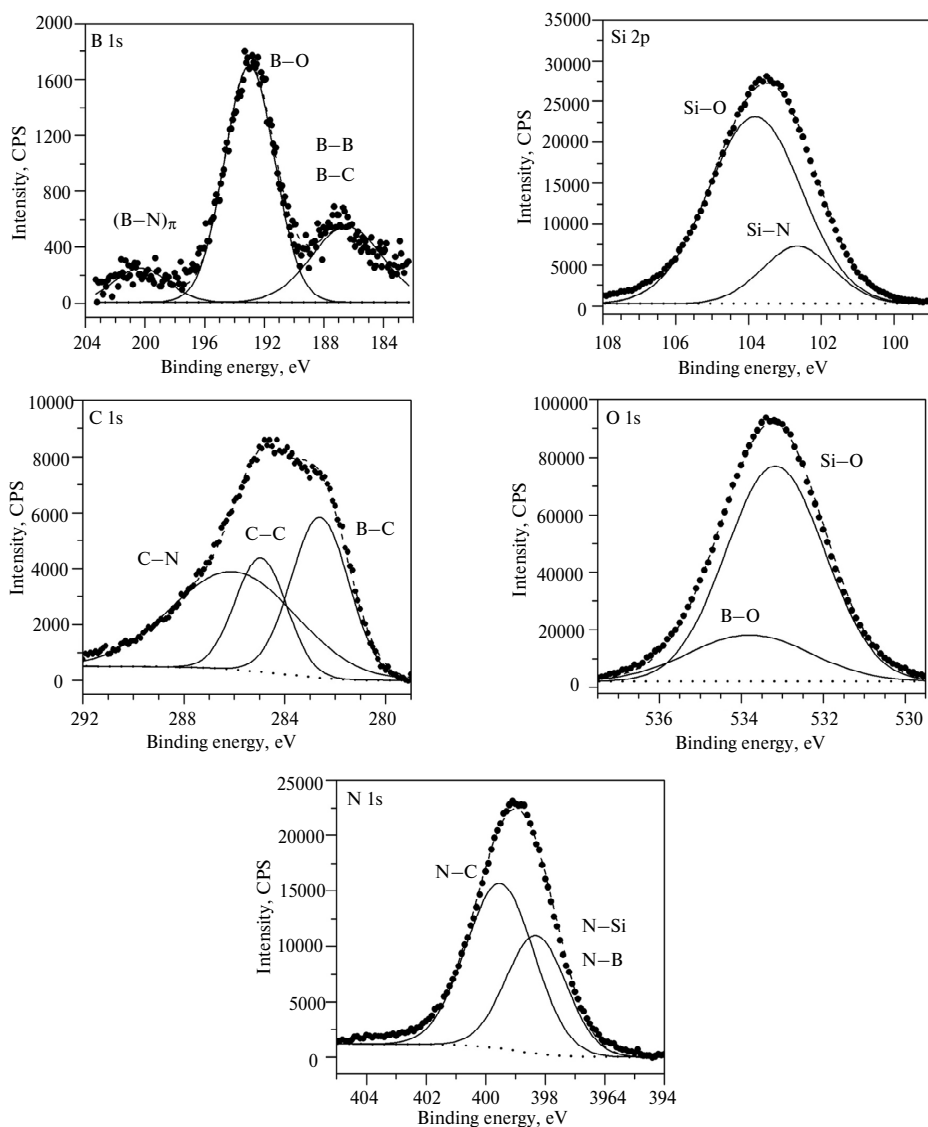 B 1s
2000
1600
1200
800
400
0
Intensity, CPS
B–O
B–B
B–C
(B–N)π
204 200 196 192 188 184
Binding energy, eV
Si 2p
35000
30000
25000
20000
15000
10000
5000
0
Intensity, CPS
Si–O
Si–N
108 106 104 102 100
Binding energy, eV
C 1s
10000
8000
6000
4000
2000
0
Intensity, CPS
C–N
C–C
B–C
292 288 284 280
Binding energy, eV
O 1s
100000
80000
60000
40000
20000
0
Intensity, CPS
Si–O
B–O
536 534 532 530
Binding energy, eV
N 1s
25000
20000
15000
10000
5000
0
Intensity, CPS
N–C
N–Si
N–B
404 402 400 398 3964 394
Binding energy, eV